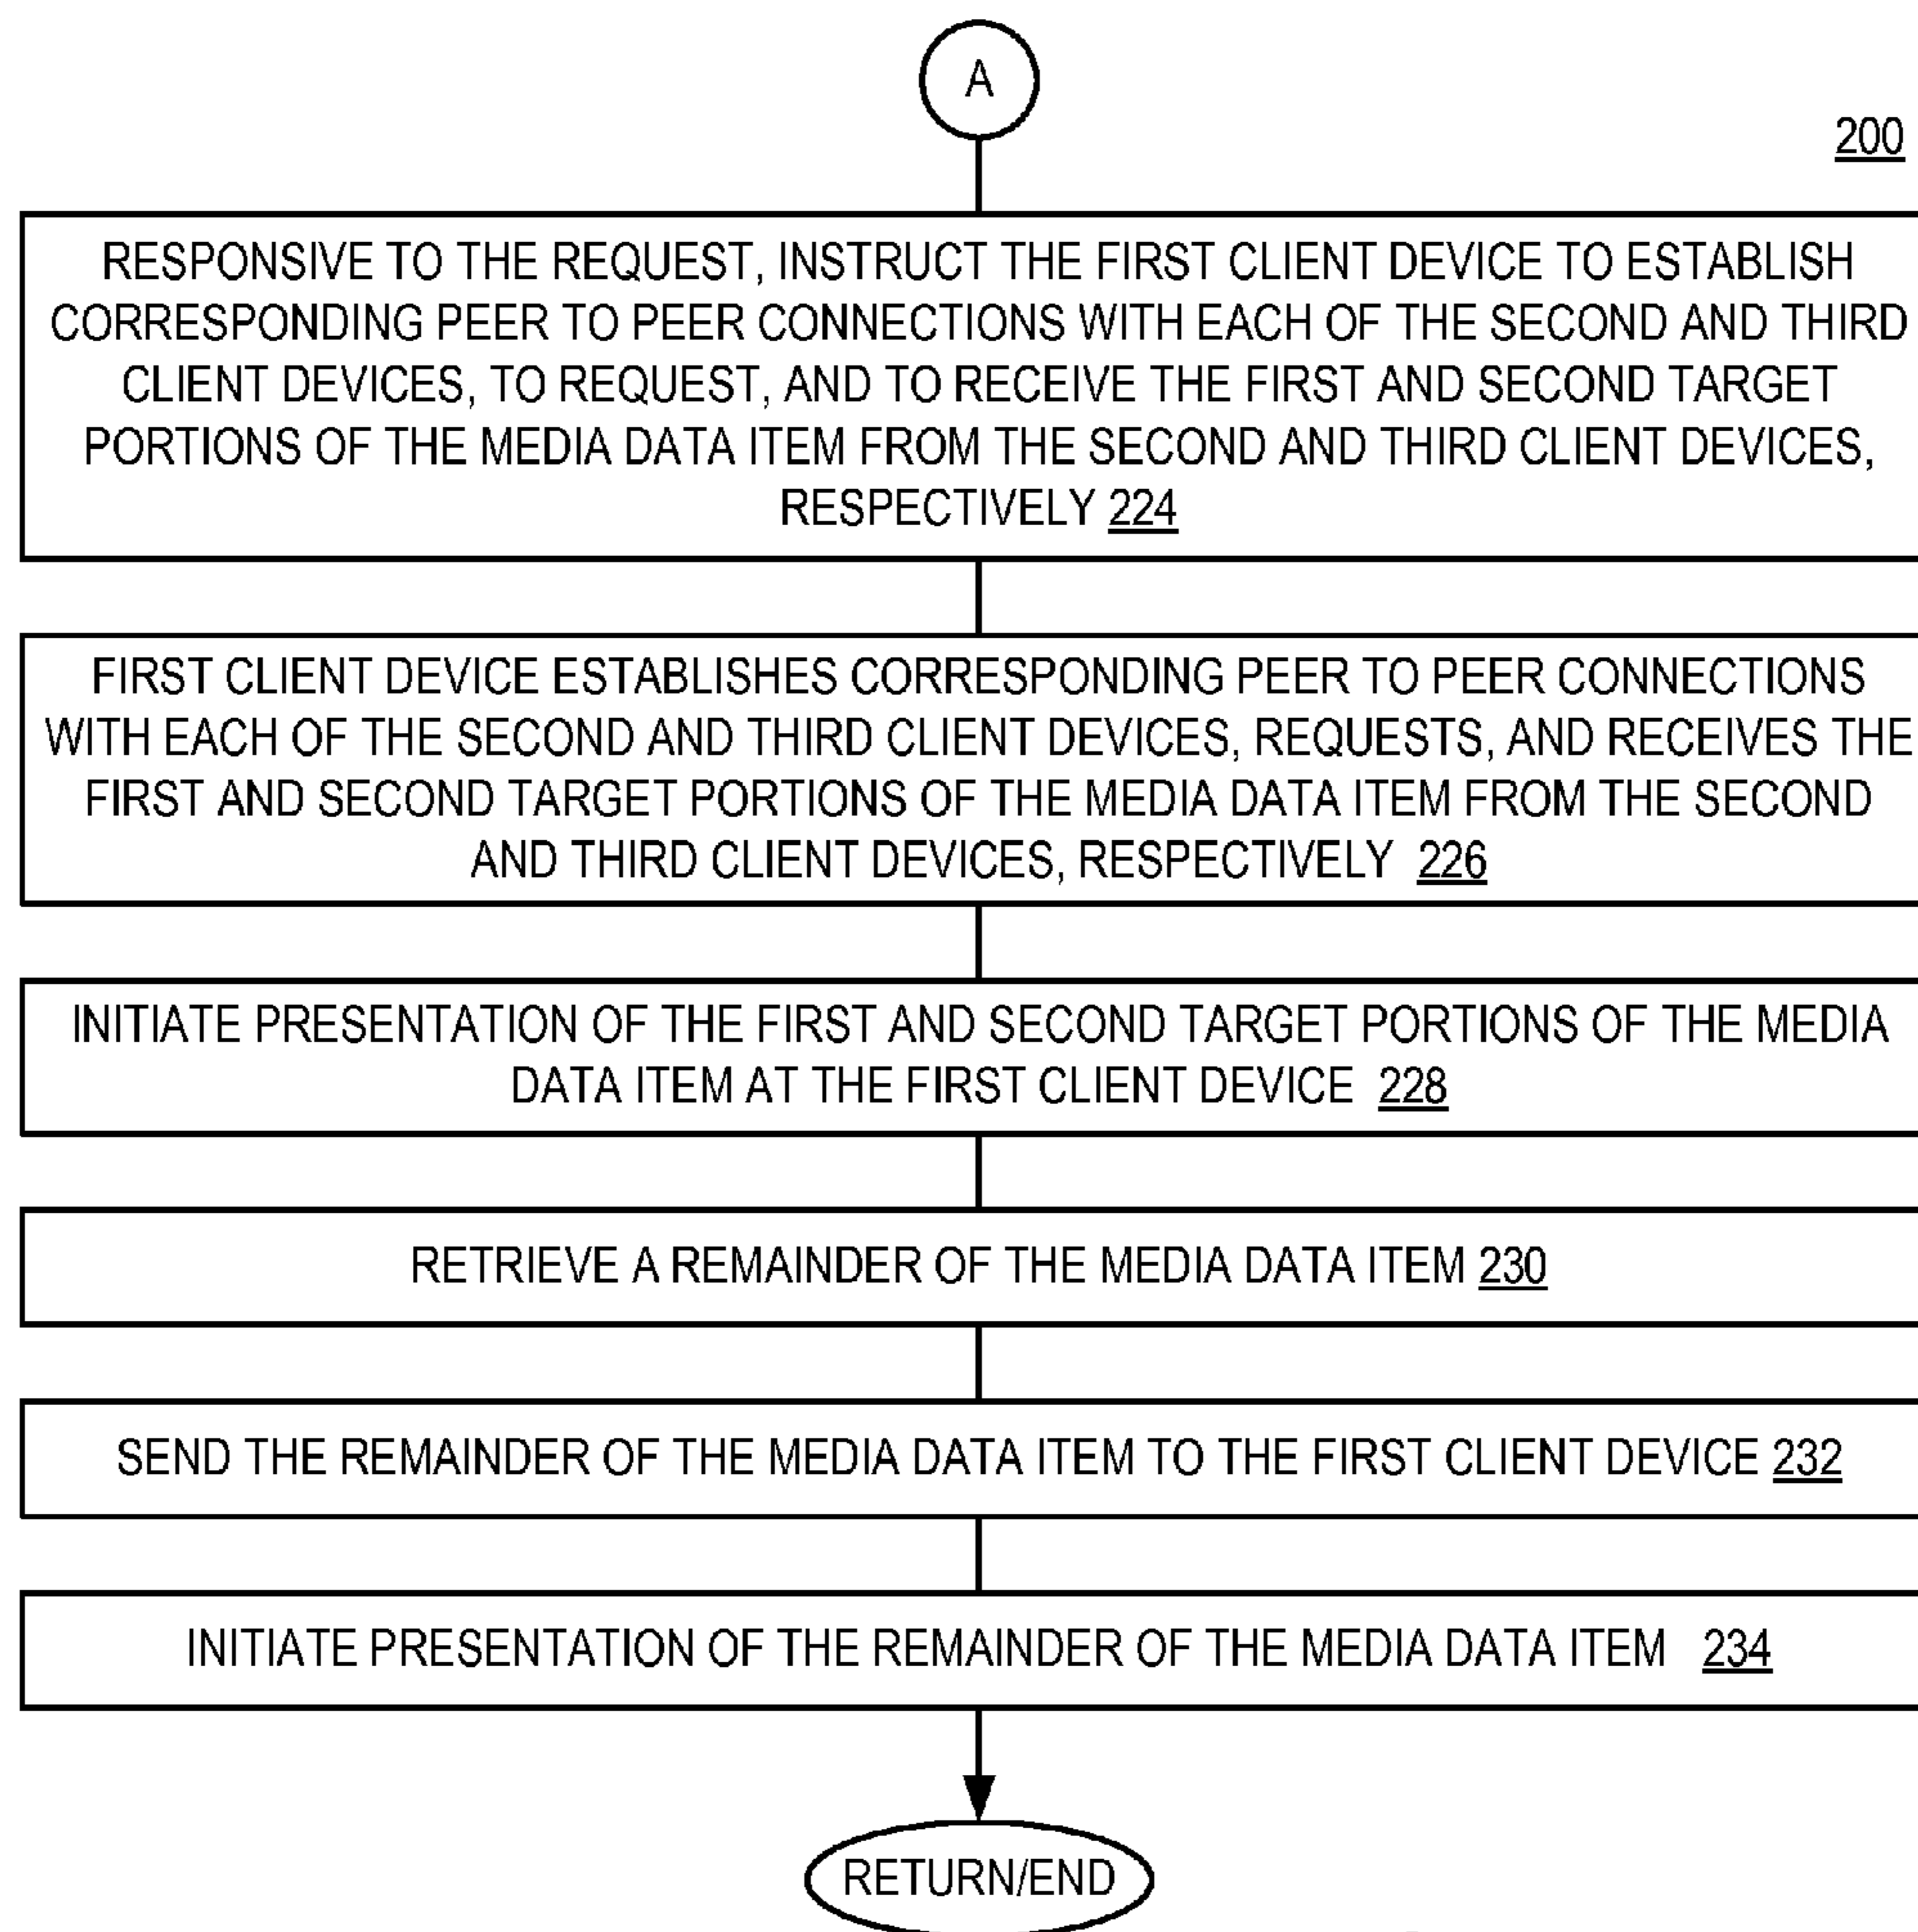 A
200
RESPONSIVE TO THE REQUEST, INSTRUCT THE FIRST CLIENT DEVICE TO ESTABLISH
CORRESPONDING PEER TO PEER CONNECTIONS WITH EACH OF THE SECOND AND THIRD
CLIENT DEVICES, TO REQUEST, AND TO RECEIVE THE FIRST AND SECOND TARGET
PORTIONS OF THE MEDIA DATA ITEM FROM THE SECOND AND THIRD CLIENT DEVICES,
RESPECTIVELY 224
FIRST CLIENT DEVICE ESTABLISHES CORRESPONDING PEER TO PEER CONNECTIONS
WITH EACH OF THE SECOND AND THIRD CLIENT DEVICES, REQUESTS, AND RECEIVES THE
FIRST AND SECOND TARGET PORTIONS OF THE MEDIA DATA ITEM FROM THE SECOND
AND THIRD CLIENT DEVICES, RESPECTIVELY 226
INITIATE PRESENTATION OF THE FIRST AND SECOND TARGET PORTIONS OF THE MEDIA
DATA ITEM AT THE FIRST CLIENT DEVICE 228
RETRIEVE A REMAINDER OF THE MEDIA DATA ITEM 230
SEND THE REMAINDER OF THE MEDIA DATA ITEM TO THE FIRST CLIENT DEVICE 232
INITIATE PRESENTATION OF THE REMAINDER OF THE MEDIA DATA ITEM 234
RETURN/END